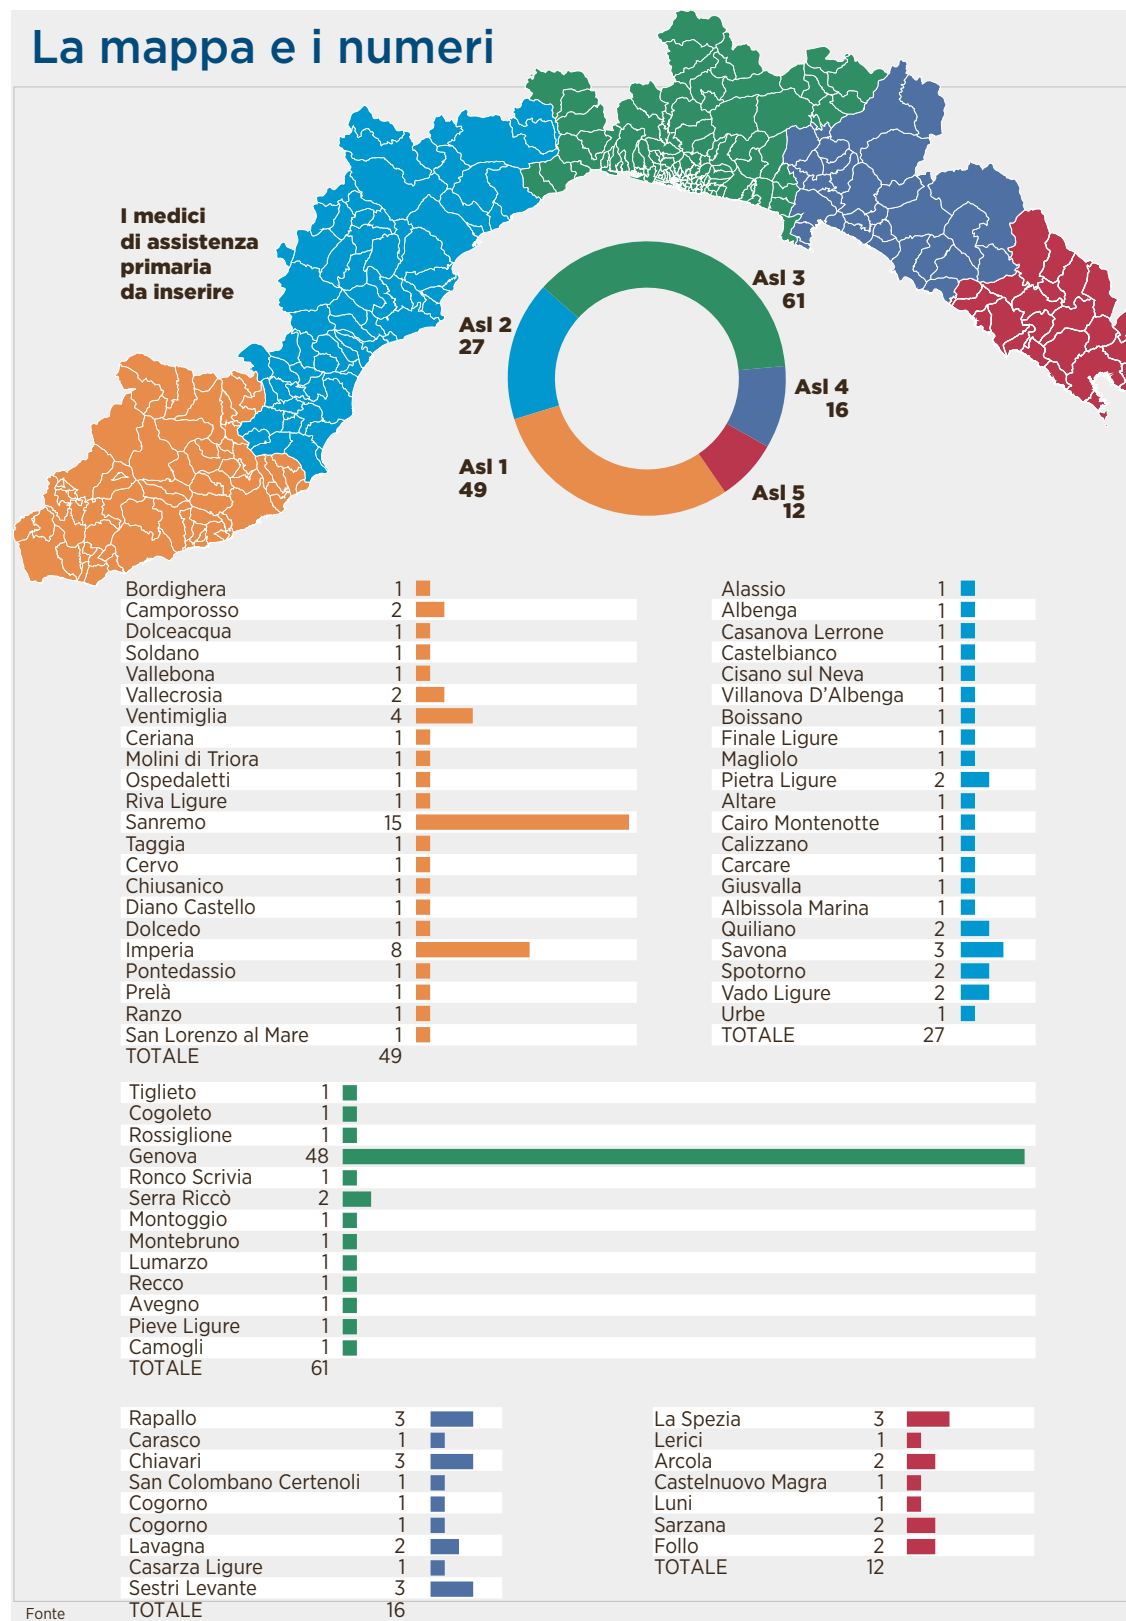 La mappa e i numeri
I medici
di assistenza
primaria
da inserire
Asl 3
61
Asl 2
27
Asl 4
16
Asl 1
49
Asl 5
12
Bordighera 1
Camporosso 2
Dolceacqua 1
Soldano 1
Vallebona 1
Vallecrosia 2
Ventimiglia 4
Ceriana 1
Molini di Triora 1
Ospedaletti 1
Riva Ligure 1
Sanremo 15
Taggia 1
Cervo 1
Chiusanico 1
Diano Castello 1
Dolcedo 1
Imperia 8
Pontedassio 1
Prelà 1
Ranzo 1
San Lorenzo al Mare 1
TOTALE 49
Alassio 1
Albenga 1
Casanova Lerrone 1
Castelbianco 1
Cisano sul Neva 1
Villanova D'Albenga 1
Boissano 1
Finale Ligure 1
Magliolo 1
Pietra Ligure 2
Altare 1
Cairo Montenotte 1
Calizzano 1
Carcare 1
Giusvalla 1
Albissola Marina 1
Quiliano 2
Savona 3
Spotorno 2
Vado Ligure 2
Urbe 1
TOTALE 27
Tiglieto 1
Cogoleto 1
Rossiglione 1
Genova 48
Ronco Scrivia 1
Serra Riccò 2
Montoggio 1
Montebruno 1
Lumarzo 1
Recco 1
Avegno 1
Pieve Ligure 1
Camogli 1
TOTALE 61
Rapallo 3
Carasco 1
Chiavari 3
San Colombano Certenoli 1
Cogorno 1
Cogorno 1
Lavagna 2
Casarza Ligure 1
Sestri Levante 3
TOTALE 16
La Spezia 3
Lerici 1
Arcola 2
Castelnuovo Magra 1
Luni 1
Sarzana 2
Follo 2
TOTALE 12
Fonte